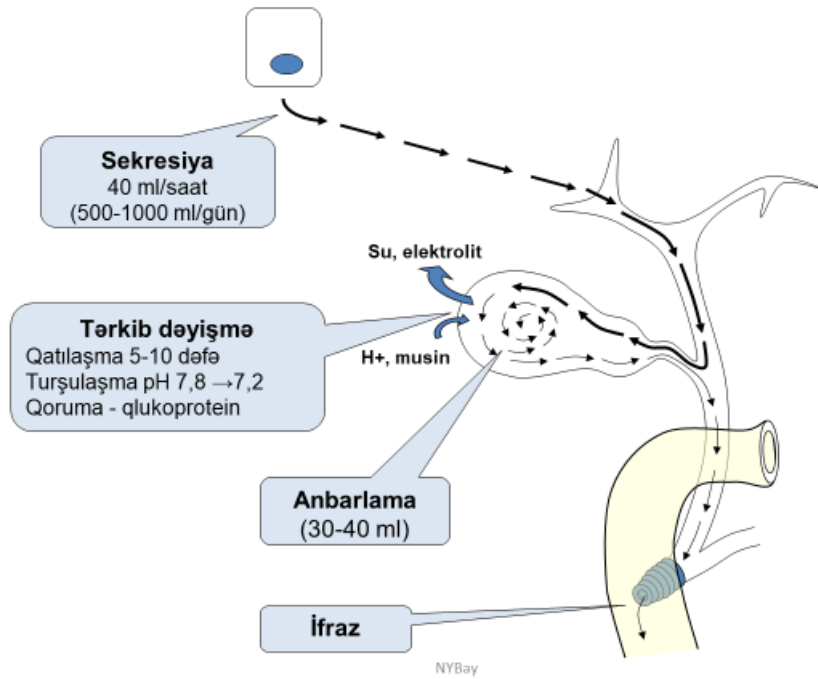 Sekresiya
40 ml/saat
(500-1000 ml/gün)
Su, elektrolit
Tərkib dəyişmə
Qatılaşma 5-10 dəfə
Turşulaşma pH 7,8 →7,2
Qoruma - qlukoprotein
H+, musin
Anbarlama
(30-40 ml)
İfraz
NYBay